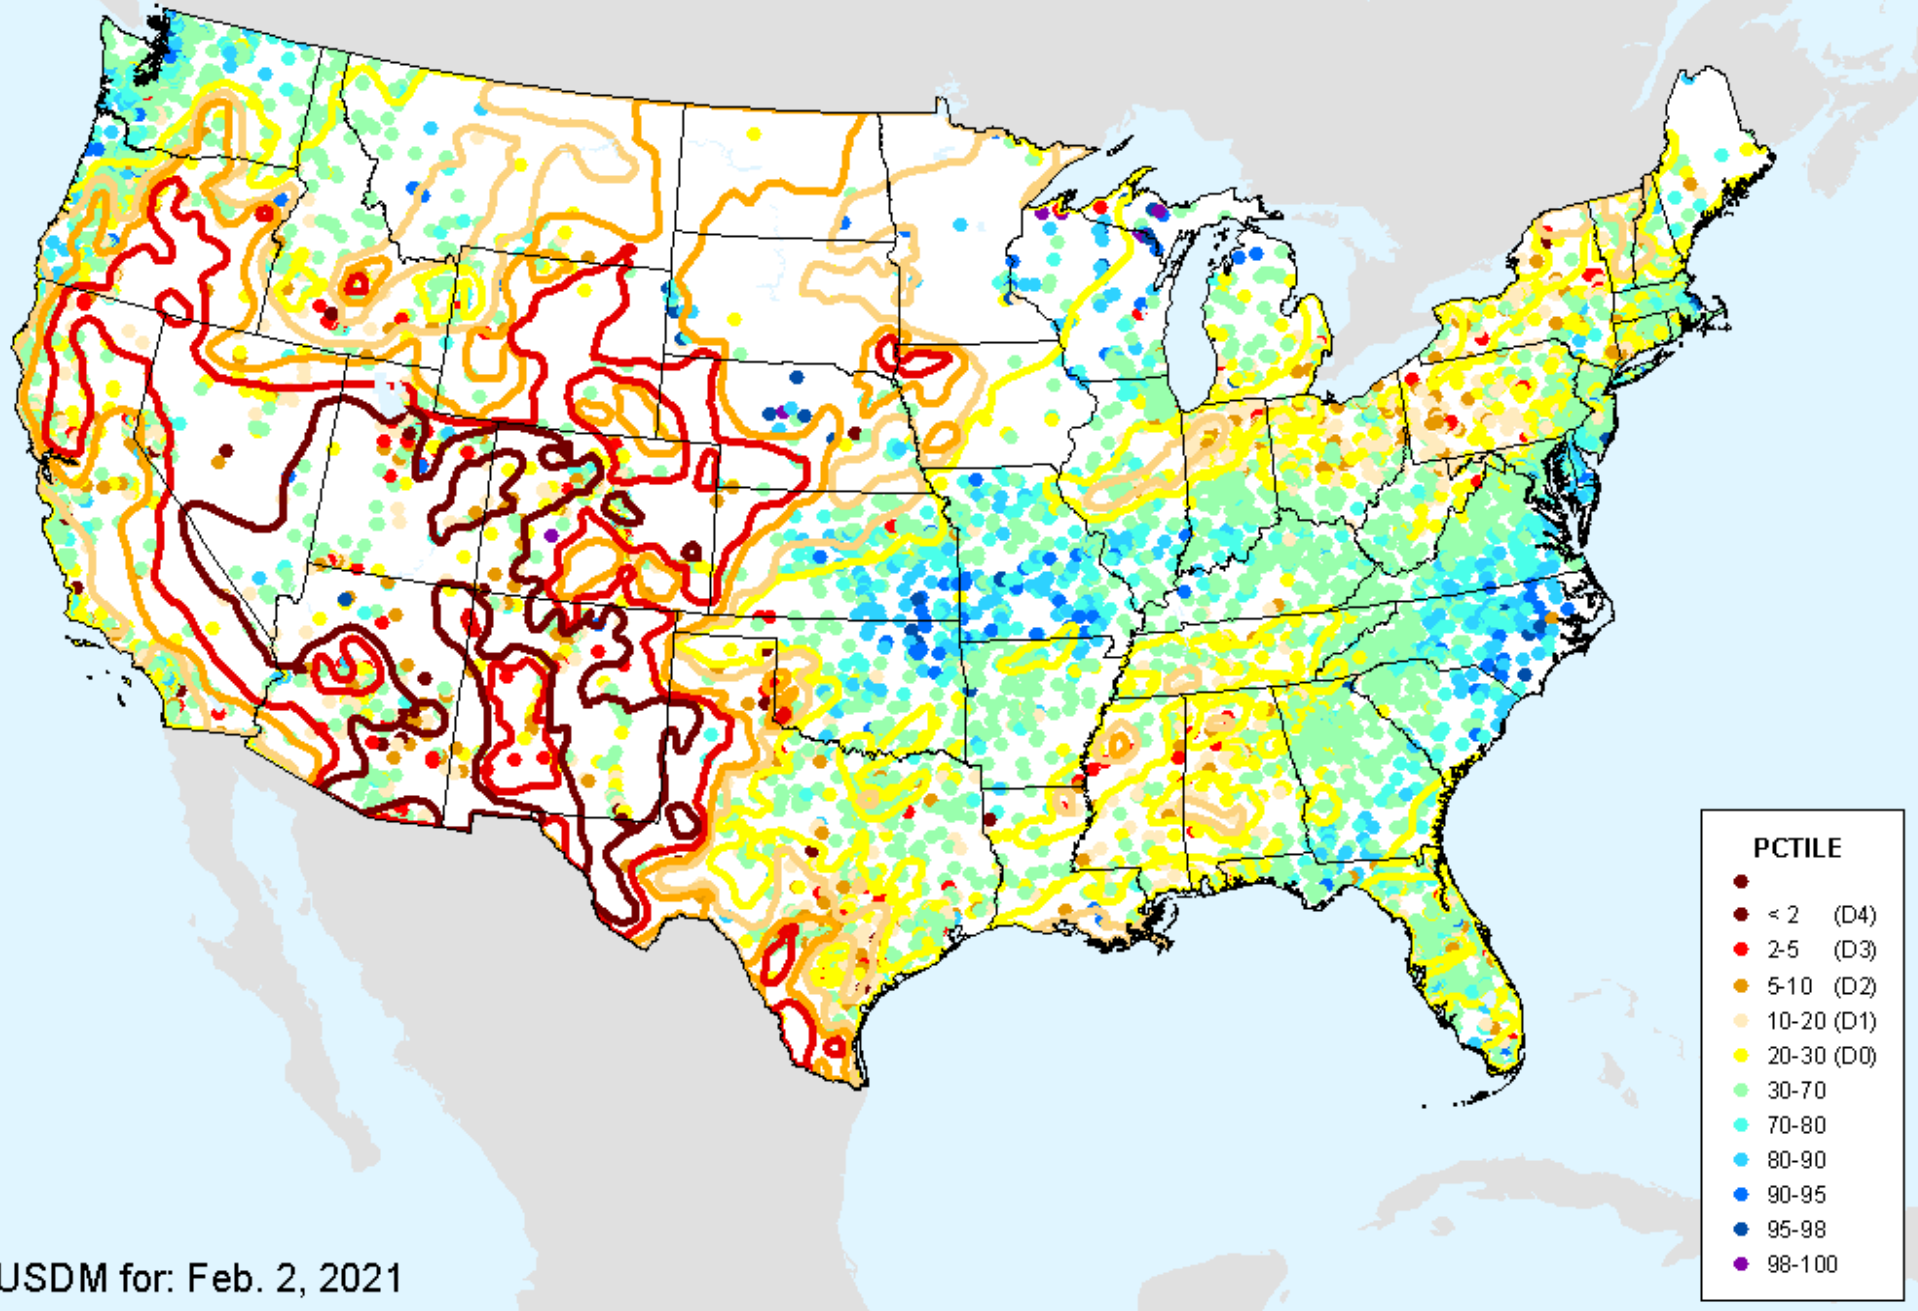 PCTILE
< 2 (D4)
2-5 (D3)
5-10 (D2)
10-20 (D1)
20-30 (D0)
30-70
70-80
80-90
90-95
95-98
98-100
USDM for: Feb. 2, 2021